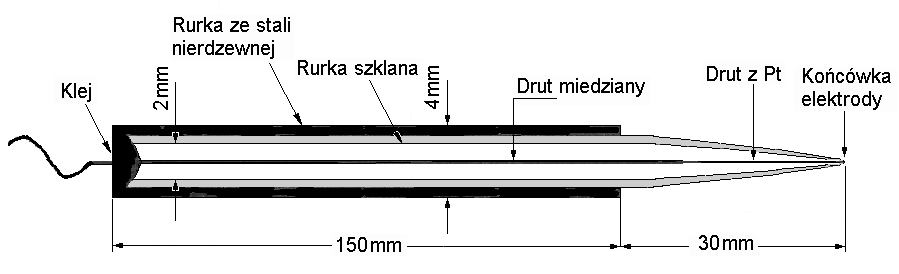 Rurka ze stali
nierdzewnej
Rurka szklana
Klej
2mm
4mm
Drut miedziany
Drut z Pt
Końcówka
elektrody
150mm
30mm